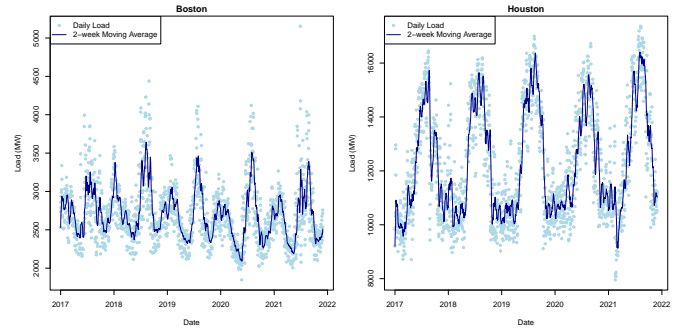 Boston
Daily Load
2−week Moving Average
Load (MW)
5000
4500
4000
3500
3000
2500
2000
2017 2018 2019 2020 2021 2022
Date
Houston
Daily Load
2−week Moving Average
Load (MW)
16000
14000
12000
10000
8000
2017 2018 2019 2020 2021 2022
Date